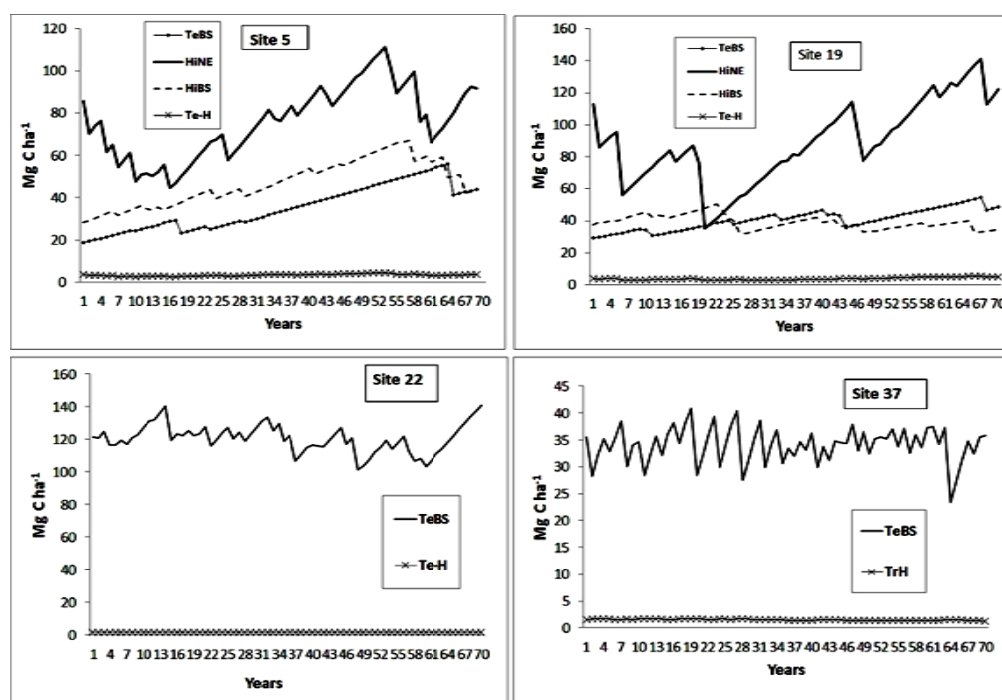 Site 5
TeBS
HiNE
HiBS
Te-H
Mg C ha-1
120
100
80
60
40
20
0
1 4 7 10 13 16 19 22 25 28 31 34 37 40 43 46 49 52 55 58 61 64 67 70
Years
Site 19
TeBS
HiNE
HiBS
Te-H
Mg C ha-1
160
140
120
100
80
60
40
20
0
1 4 7 10 13 16 19 22 25 28 31 34 37 40 43 46 49 52 55 58 61 64 67 70
Years
Site 22
TeBS
Te-H
Mg C ha-1
160
140
120
100
80
60
40
20
0
1 4 7 10 13 16 19 22 25 28 31 34 37 40 43 46 49 52 55 58 61 64 67 70
Years
Site 37
TeBS
TrH
Mg C ha-1
45
40
35
30
25
20
15
10
5
0
1 4 7 10 13 16 19 22 25 28 31 34 37 40 43 46 49 52 55 58 61 64 67 70
Years